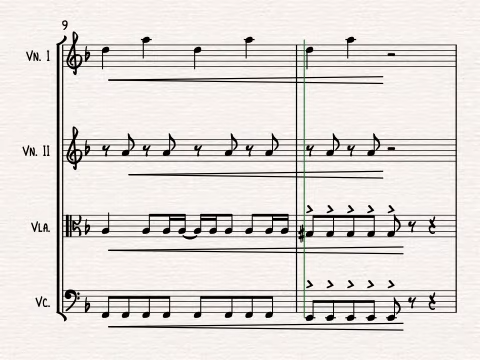 9
Vn. I
Vn. II
Vla.
Vc.